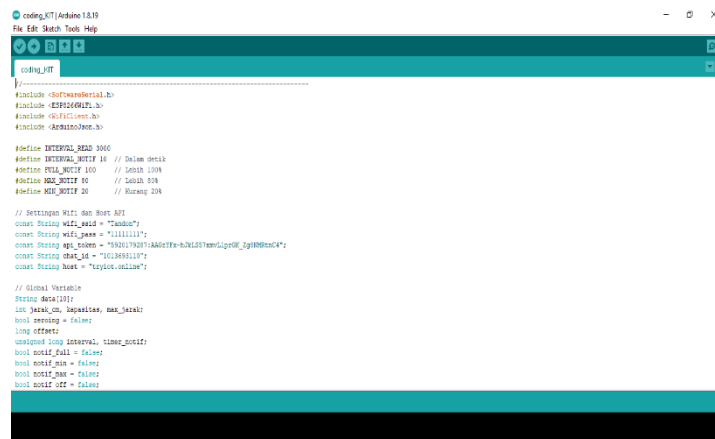 coding_KIT | Arduino 1.8.19
File Edit Sketch Tools Help
coding_KIT
//------------------------------------------------------------------------------
#include <SoftwareSerial.h>
#include <ESP8266WiFi.h>
#include <WifiClient.h>
#include <ArduinoJson.h>
#define INTERVAL_READ 3000
#define INTERVAL_NOTIF 10 // Dalam detik
#define FULL_NOTIF 100 // Lebih 100%
#define MAX_NOTIF 80 // Lebih 80%
#define MIN_NOTIF 20 // Kurang 20%
// Settingan Wifi dan Host API
const String wifi_ssid = "Tandon";
const String wifi_pass = "11111111";
const String api_token =
const String chat_id = "1013693110";
const String host = "tryiot.online";
// Global Variable
String data[10];
int jarak_cm, kapasitas, max_jarak;
bool zeroing = false;
long offset;
unsigned long interval, timer_notif;
bool notif_full = false;
bool notif_min = false;
bool notif_max = false;
bool notif_off = false;